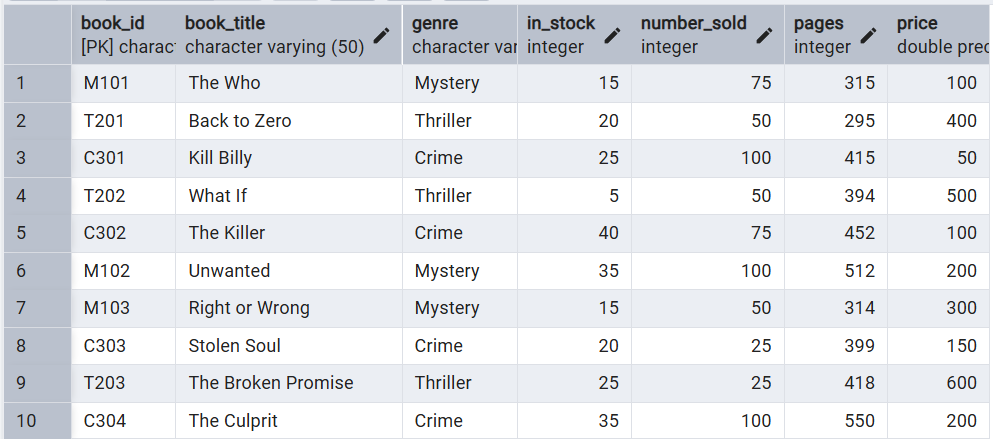 book_id book_title genre in_stock number_sold pages price
[PK] charac character varying (50) character var integer integer integer double prec
1 M101 The Who Mystery 15 75 315 100
2 T201 Back to Zero Thriller 20 50 295 400
3 C301 Kill Billy Crime 25 100 415 50
4 T202 What If Thriller 5 50 394 500
5 C302 The Killer Crime 40 75 452 100
6 M102 Unwanted Mystery 35 100 512 200
7 M103 Right or Wrong Mystery 15 50 314 300
8 C303 Stolen Soul Crime 20 25 399 150
9 T203 The Broken Promise Thriller 25 25 418 600
10 C304 The Culprit Crime 35 100 550 200